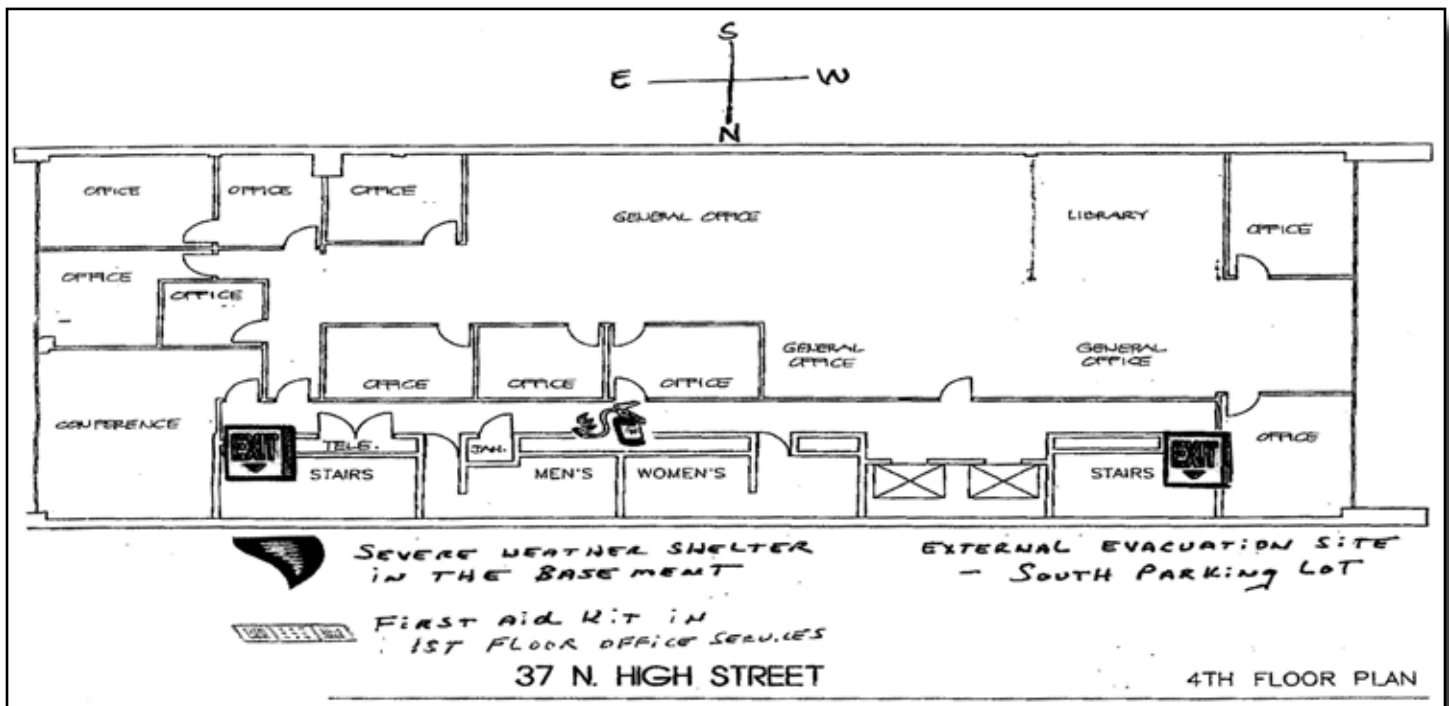 S
E W
N
OFFICE OFFICE OFFICE
GENERAL OFFICE
LIBRARY
OFFICE
OFFICE
OFFICE
GENERAL
OFFICE
GENERAL
OFFICE
OFFICE OFFICE OFFICE
CONFERENCE
EXIT
TELE.
JAN.
EXIT
OFFICE
STAIRS
MEN'S
WOMEN'S
STAIRS
SEVERE WEATHER SHELTER
IN THE BASEMENT
EXTERNAL EVACUATION SITE
- SOUTH PARKING LOT
FIRST AID KIT IN
1ST FLOOR OFFICE SERVICES
37 N. HIGH STREET
4TH FLOOR PLAN